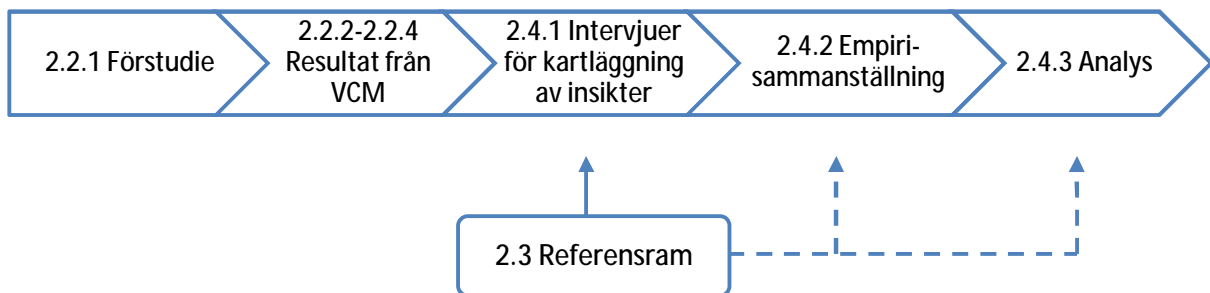 2.2.1 Förstudie
2.2.2-2.2.4
Resultat från
VCM
2.4.1 Intervjuer
för kartläggning
av insikter
2.4.2 Empiri-
sammanställning
2.4.3 Analys
2.3 Referensram